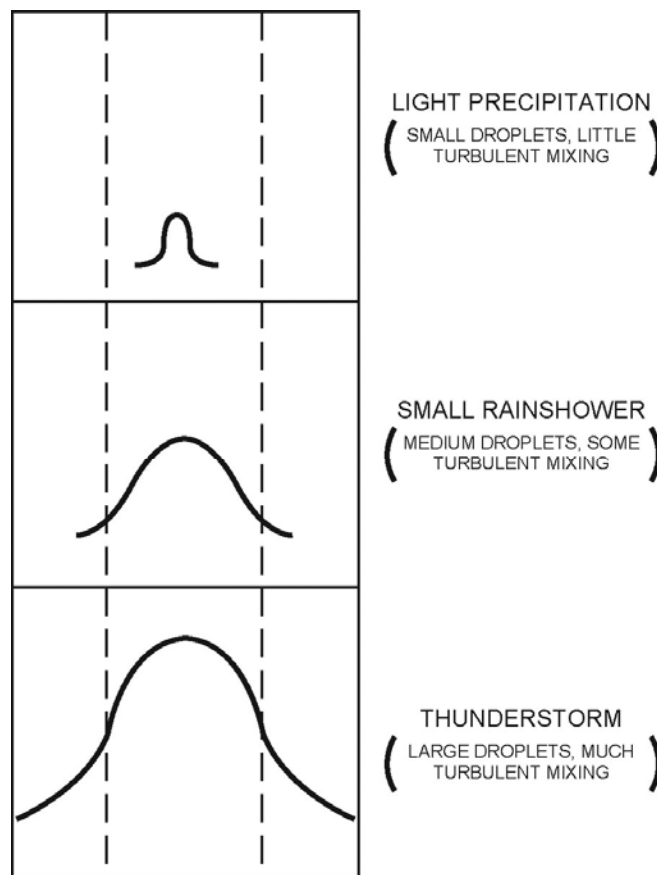 LIGHT PRECIPITATION
(SMALL DROPLETS, LITTLE
TURBULENT MIXING)
SMALL RAINSHOWER
(MEDIUM DROPLETS, SOME
TURBULENT MIXING)
THUNDERSTORM
(LARGE DROPLETS, MUCH
TURBULENT MIXING)